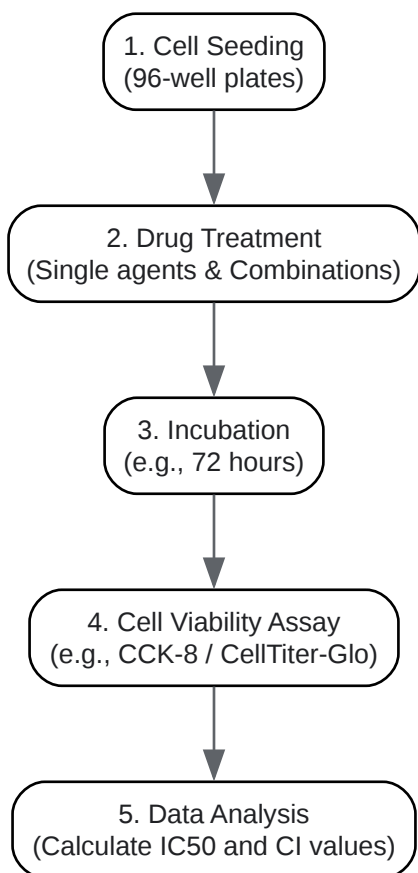 1. Cell Seeding
(96-well plates)
2. Drug Treatment
(Single agents & Combinations)
3. Incubation
(e.g., 72 hours)
4. Cell Viability Assay
(e.g., CCK-8 / CellTiter-Glo)
5. Data Analysis
(Calculate IC50 and CI values)